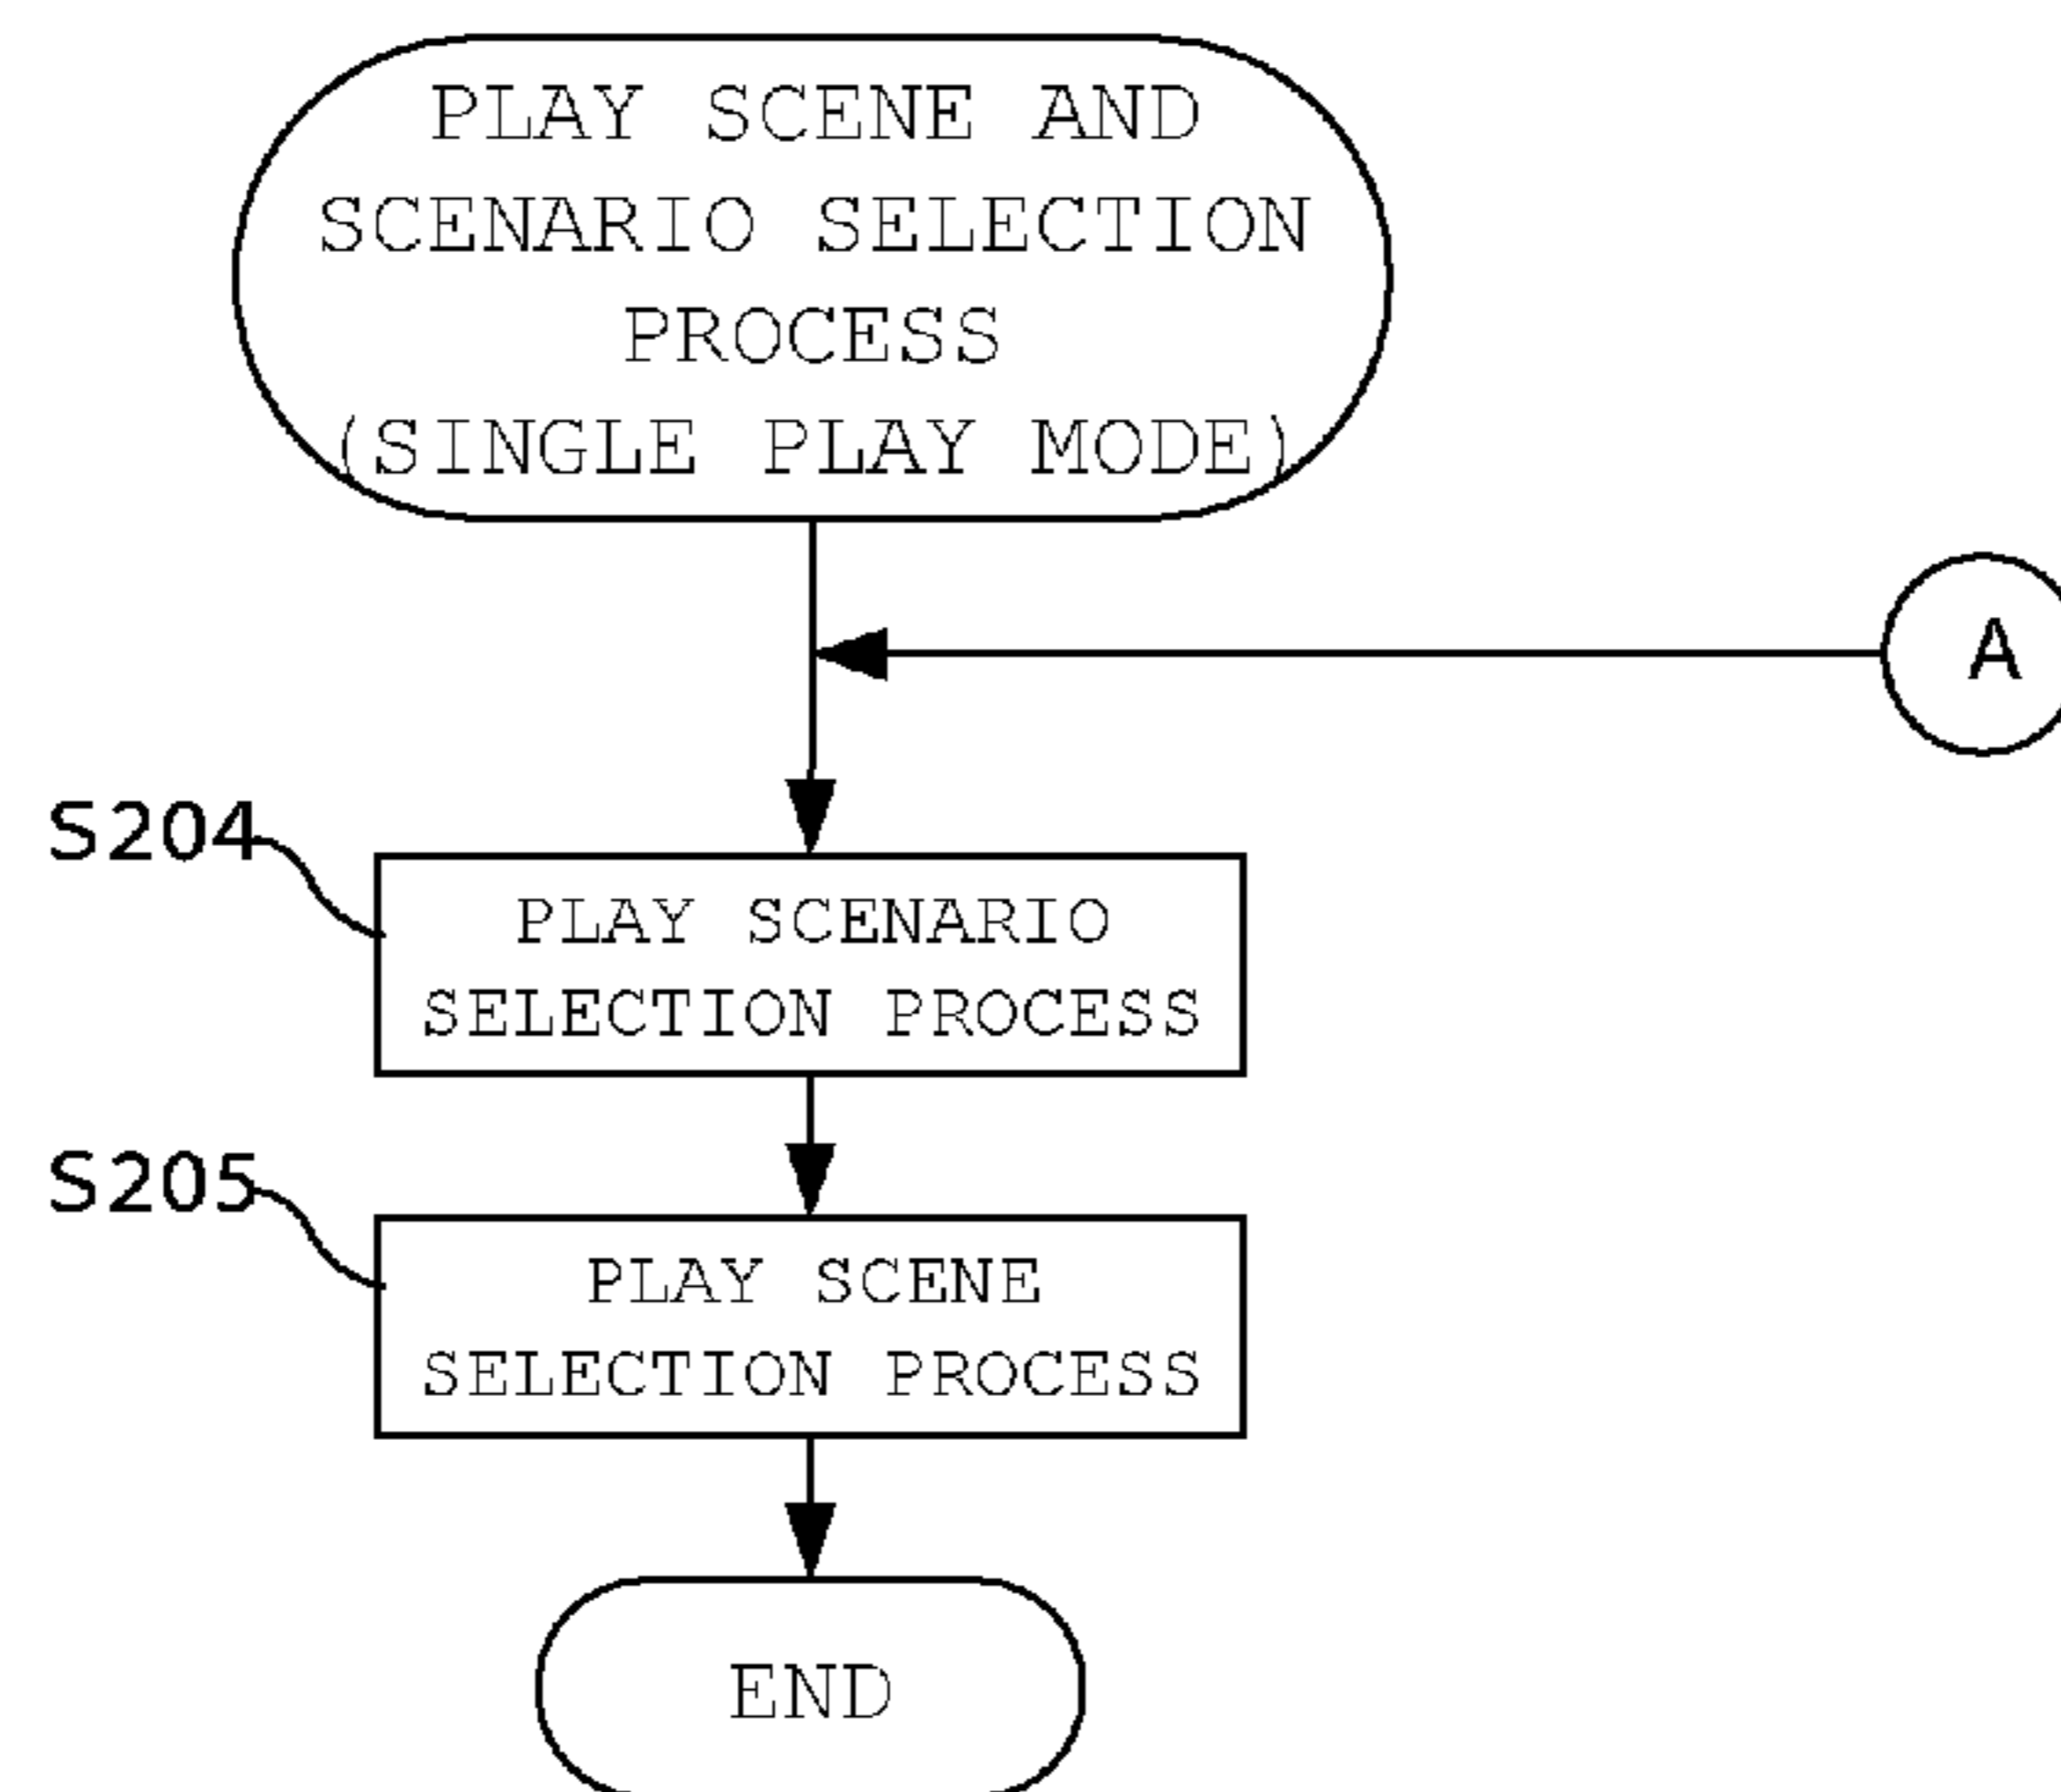 PLAY SCENE AND
SCENARIO SELECTION
PROCESS
(SINGLE PLAY MODE)
A
S204
PLAY SCENARIO
SELECTION PROCESS
S205
PLAY SCENE
SELECTION PROCESS
END